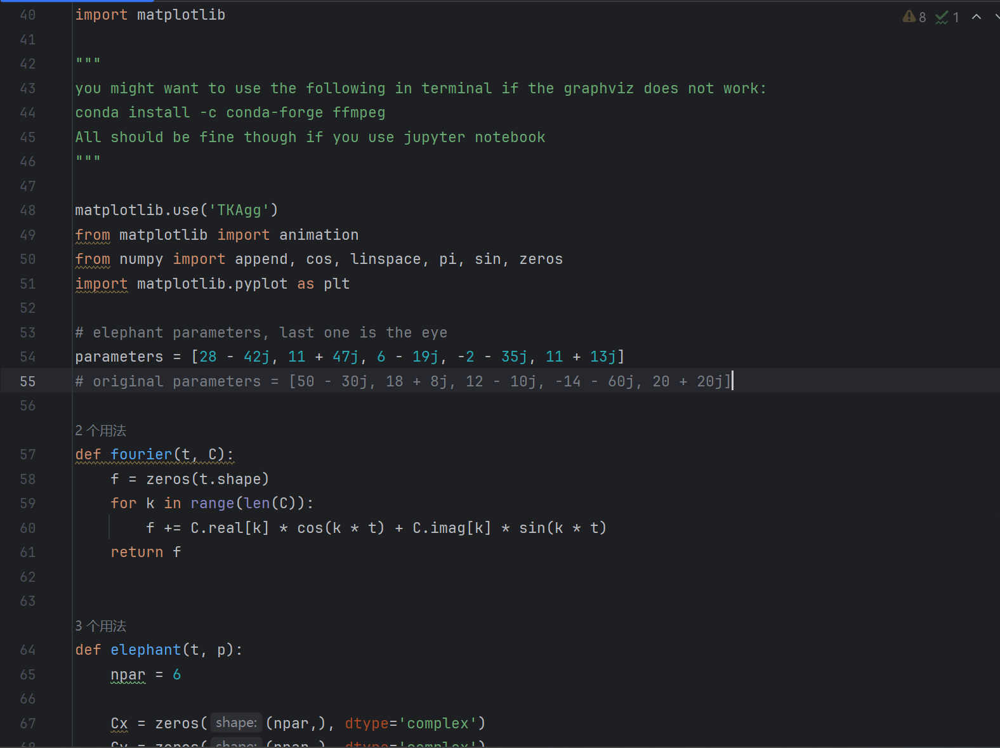 40 import matplotlib
8 1
41
42 """
43 you might want to use the following in terminal if the graphviz does not work:
44 conda install -c conda-forge ffmpeg
45 All should be fine though if you use jupyter notebook
46 """
47
48 matplotlib.use('TKAgg')
49 from matplotlib import animation
50 from numpy import append, cos, linspace, pi, sin, zeros
51 import matplotlib.pyplot as plt
52
53 # elephant parameters, last one is the eye
54 parameters = [28 - 42j, 11 + 47j, 6 - 19j, -2 - 35j, 11 + 13j]
55 # original parameters = [50 - 30j, 18 + 8j, 12 - 10j, -14 - 60j, 20 + 20j]
56
2 个用法
57 def fourier(t, C):
58 f = zeros(t.shape)
59 for k in range(len(C)):
60 f += C.real[k] * cos(k * t) + C.imag[k] * sin(k * t)
61 return f
62
63
3 个用法
64 def elephant(t, p):
65 npar = 6
66
67 Cx = zeros( shape: (npar,), dtype='complex')
68 Cy = zeros( shape: (npar,), dtype='complex')